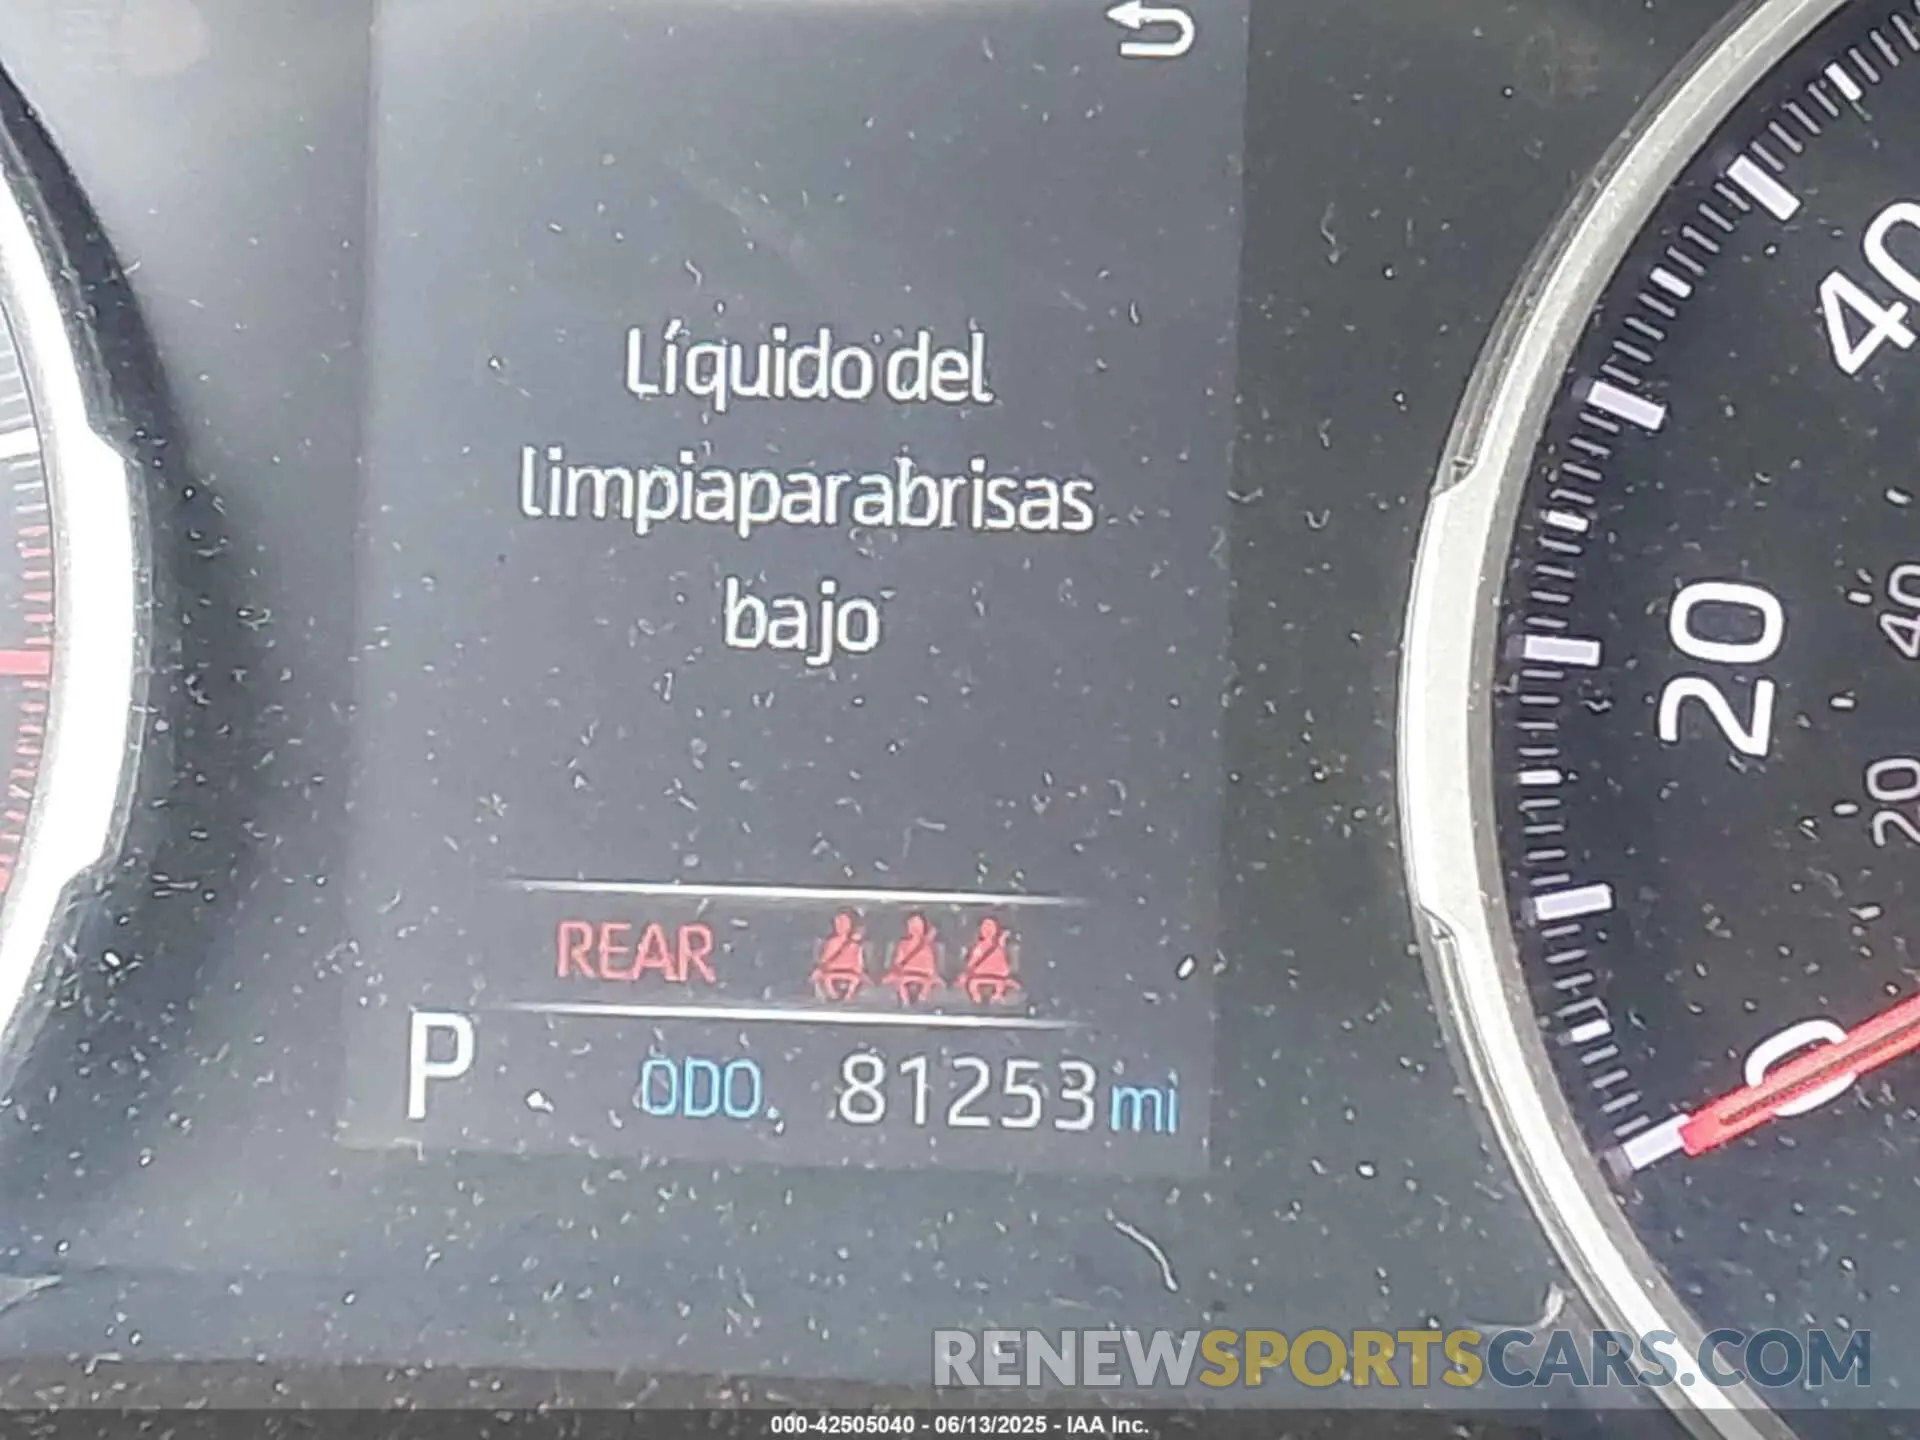 Líquido del
limpiaparabrisas
bajo
REAR
P ODO 81253 mi
40
20
0
40
20
RENEWSPORTSCARS.COM
000-42505040 - 06/13/2025 - IAA Inc.